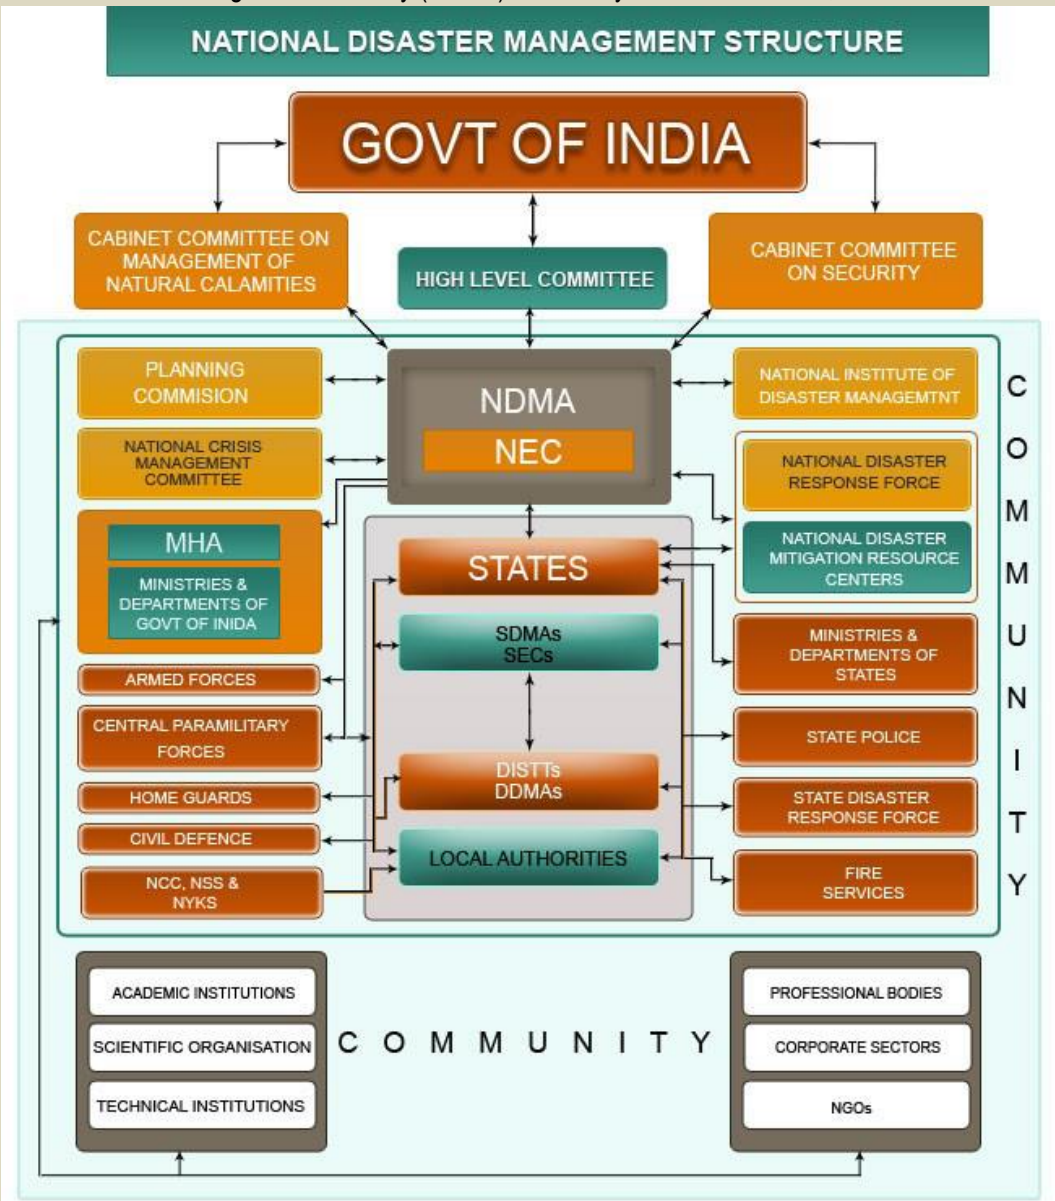 NATIONAL DISASTER MANAGEMENT STRUCTURE
GOVT OF INDIA
CABINET COMMITTEE ON
MANAGEMENT OF
NATURAL CALAMITIES
HIGH LEVEL COMMITTEE
CABINET COMMITTEE
ON SECURITY
PLANNING
COMMISION
NATIONAL CRISIS
MANAGEMENT
COMMITTEE
MHA
MINISTRIES &
DEPARTMENTS OF
GOVT OF INIDA
ARMED FORCES
CENTRAL PARAMILITARY
FORCES
HOME GUARDS
CIVIL DEFENCE
NCC, NSS &
NYKS
NDMA
NEC
STATES
SDMAs
SECs
DISTTs
DDMAs
LOCAL AUTHORITIES
NATIONAL INSTITUTE OF
DISASTER MANAGEMTNT
NATIONAL DISASTER
RESPONSE FORCE
NATIONAL DISASTER
MITIGATION RESOURCE
CENTERS
MINISTRIES &
DEPARTMENTS OF
STATES
STATE POLICE
STATE DISASTER
RESPONSE FORCE
FIRE
SERVICES
COMMUNITY
ACADEMIC INSTITUTIONS
SCIENTIFIC ORGANISATION
TECHNICAL INSTITUTIONS
COMMUNITY
PROFESSIONAL BODIES
CORPORATE SECTORS
NGOs